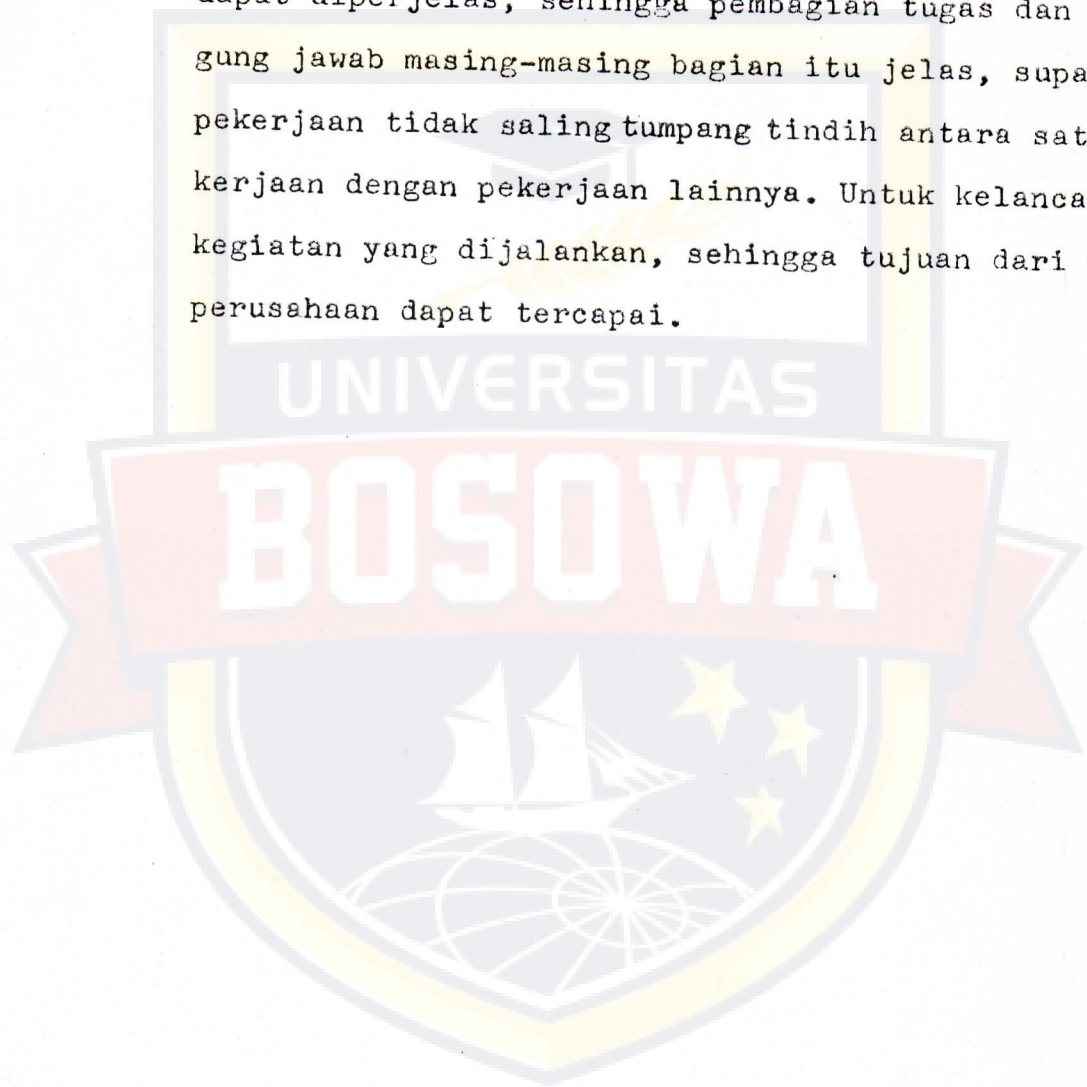 dapat diperjelas, sehingga pembagian tugas dan
gung jawab masing-masing bagian itu jelas, supa
pekerjaan tidak saling tumpang tindih antara sat
kerjaan dengan pekerjaan lainnya. Untuk kelanca
kegiatan yang dijalankan, sehingga tujuan dari
perusahaan dapat tercapai.
UNIVERSITAS
BOSOWA